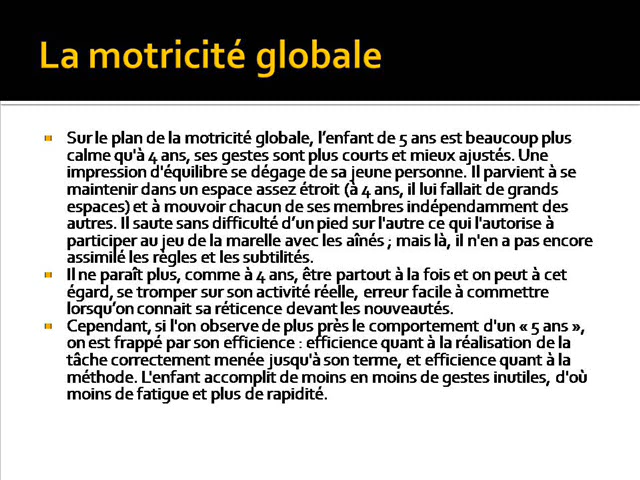 La motricité globale
Sur le plan de la motricité globale, l’enfant de 5 ans est beaucoup plus
calme qu'à 4 ans, ses gestes sont plus courts et mieux ajustés. Une
impression d'équilibre se dégage de sa jeune personne. Il parvient à se
maintenir dans un espace assez étroit (à 4 ans, il lui fallait de grands
espaces) et à mouvoir chacun de ses membres indépendamment des
autres. Il saute sans difficulté d’un pied sur l'autre ce qui l'autorise à
participer au jeu de la marelle avec les aînés ; mais là, il n'en a pas encore
assimilé les règles et les subtilités.
Il ne paraît plus, comme à 4 ans, être partout à la fois et on peut à cet
égard, se tromper sur son activité réelle, erreur facile à commettre
lorsqu’on connait sa réticence devant les nouveautés.
Cependant, si l'on observe de plus près le comportement d'un « 5 ans »,
on est frappé par son efficience : efficience quant à la réalisation de la
tâche correctement menée jusqu'à son terme, et efficience quant à la
méthode. L'enfant accomplit de moins en moins de gestes inutiles, d'où
moins de fatigue et plus de rapidité.